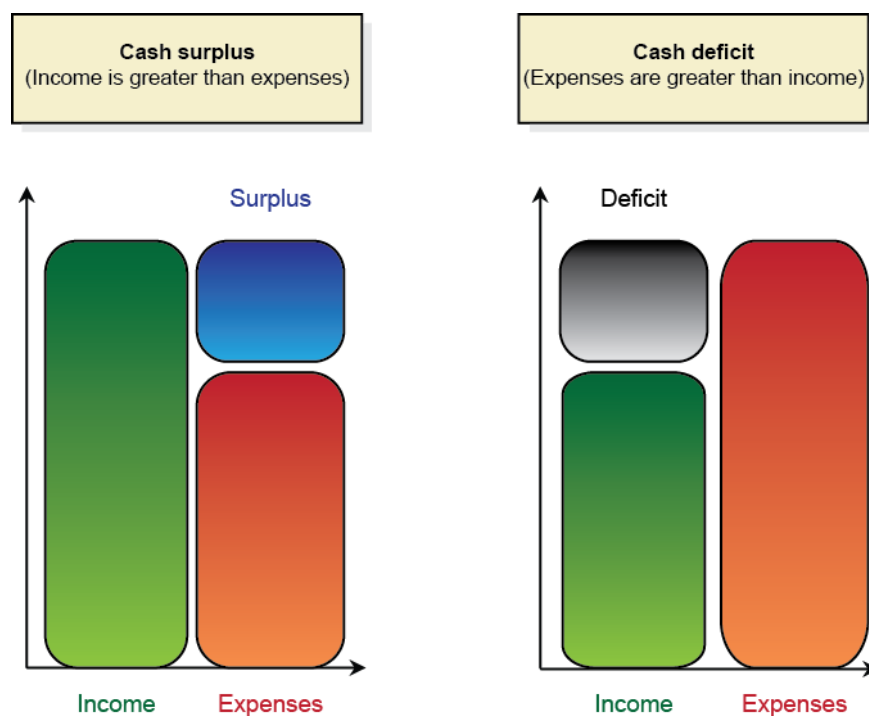 Cash surplus
(Income is greater than expenses)
Cash deficit
(Expenses are greater than income)
Surplus
Deficit
Income
Expenses
Income
Expenses